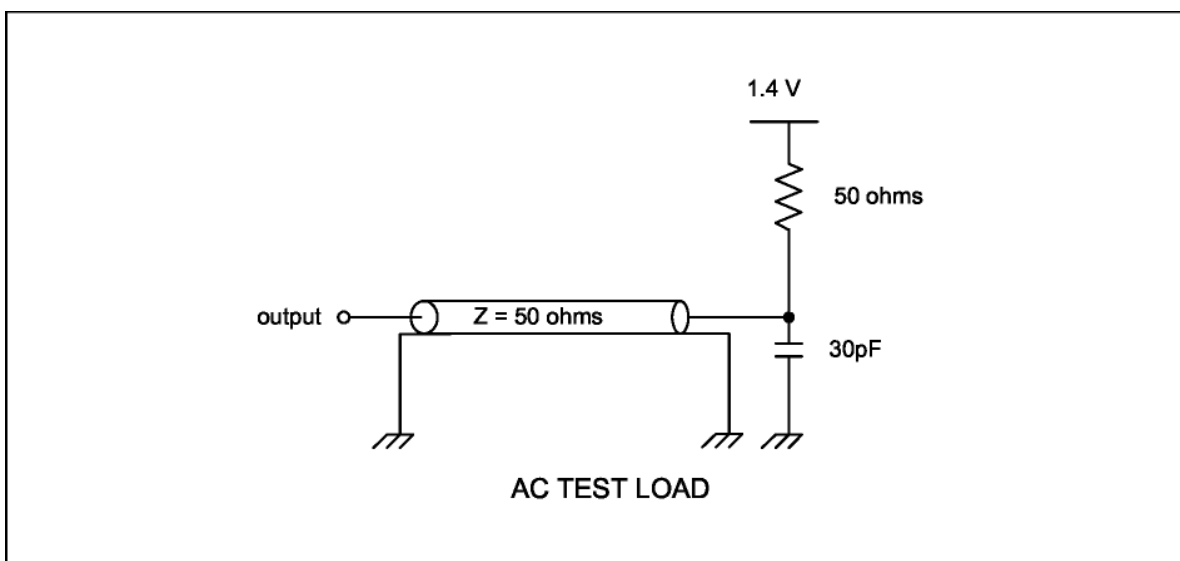 1.4 V
50 ohms
output
Z = 50 ohms
30pF
AC TEST LOAD